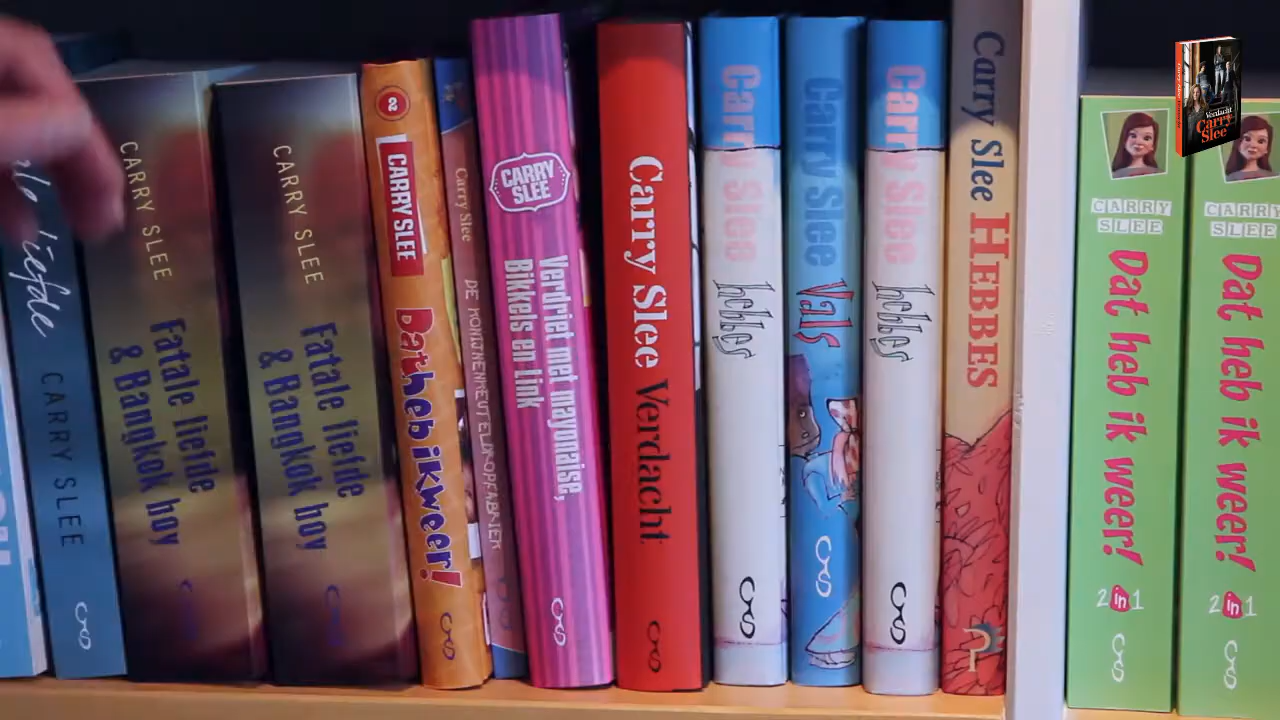 le liefde
CARRY SLEE
CARRY SLEE
Fatale liefde
& Bangkok boy
CARRY SLEE
Fatale liefde
& Bangkok boy
2
CARRY SLEE
Dat heb ik weer!
Carry Slee
DE KONIJNENKEUTELDROPFABRIEK
CARRY
SLEE
Verdriet met mayonaise,
Bikkels en Link
Carry Slee Verdacht
Carry Slee
hebbes
Carry Slee
Vals
Carry Slee
hebbes
Carry Slee HEBBES
CARRY
SLEE
Dat heb ik weer!
2 in 1
CARRY
SLEE
Dat heb ik weer!
2 in 1
Verdacht
Carry
Slee